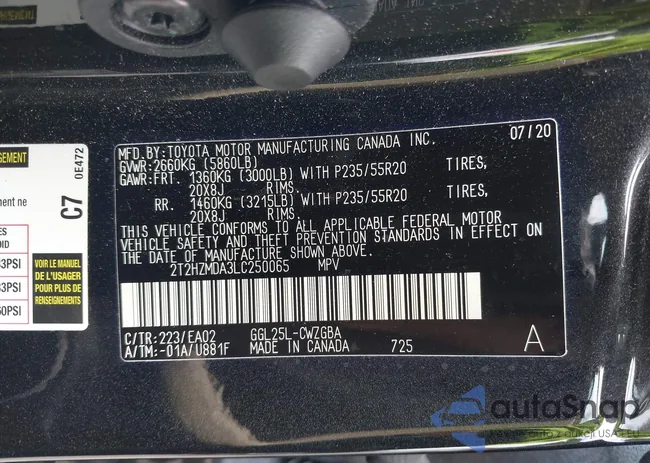 MFD.BY:TOYOTA MOTOR MANUFACTURING CANADA INC. 07/20
GVWR:2660KG (5860LB)
GAWR:FRT. 1360KG (3000LB) WITH P235/55R20 TIRES,
20X8J RIMS.
RR. 1460KG (3215LB) WITH P235/55R20 TIRES,
20X8J RIMS.
THIS VEHICLE CONFORMS TO ALL APPLICABLE FEDERAL MOTOR
VEHICLE SAFETY THEFT PREVENTION STANDARDS IN EFFECT ON
THE DATE OF MANUFACTURE SHOWN ABOVE.
2T2HZMDA3LC250065 MPV
C/TR:223/EA02 GGL25L-CWZGBA
A/TM:-01A/U881F MADE IN CANADA 725 A
0E472
C7
VOIR LE MANUEL
DE L'USAGER
POUR PLUS DE
RENSEIGNEMENTS
autoSnap